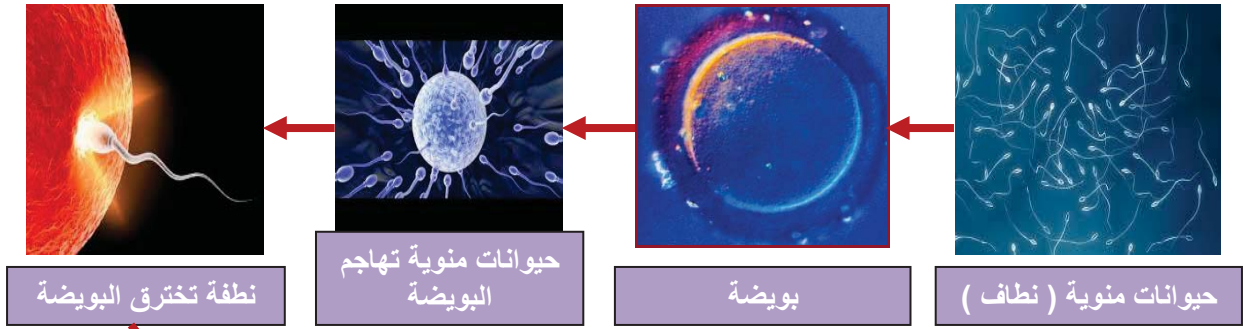 حيوانات منوية ( نطاف )
بويضة
حيوانات منوية تهاجم
البويضة
نطفة تخترق البويضة